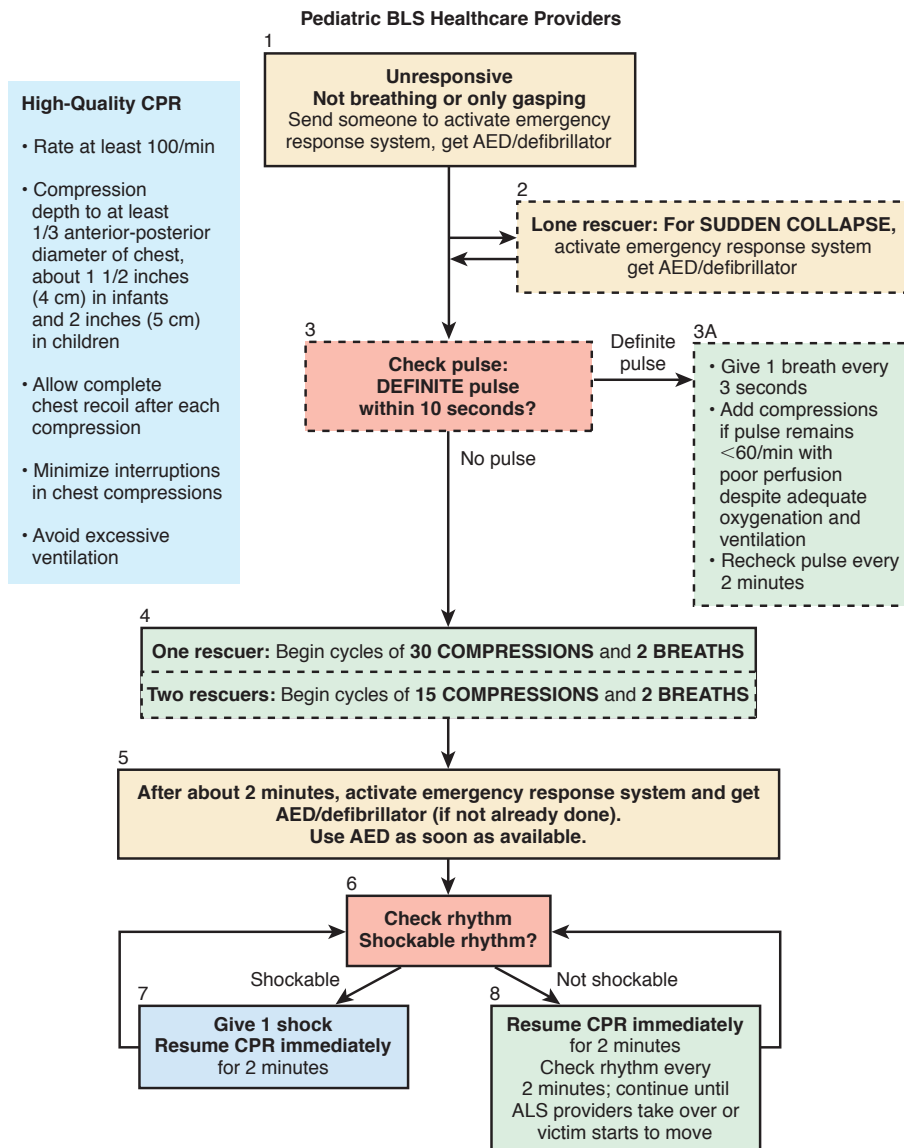 Pediatric BLS Healthcare Providers
1
Unresponsive
Not breathing or only gasping
Send someone to activate emergency
response system, get AED/defibrillator
High-Quality CPR
• Rate at least 100/min
• Compression
depth to at least
1/3 anterior-posterior
diameter of chest,
about 1 1/2 inches
(4 cm) in infants
and 2 inches (5 cm)
in children
• Allow complete
chest recoil after each
compression
• Minimize interruptions
in chest compressions
• Avoid excessive
ventilation
2
Lone rescuer: For SUDDEN COLLAPSE,
activate emergency response system
get AED/defibrillator
3
Check pulse:
DEFINITE pulse
within 10 seconds?
Definite
pulse
3A
• Give 1 breath every
3 seconds
• Add compressions
if pulse remains
<60/min with
poor perfusion
despite adequate
oxygenation and
ventilation
• Recheck pulse every
2 minutes
No pulse
4
One rescuer: Begin cycles of 30 COMPRESSIONS and 2 BREATHS
Two rescuers: Begin cycles of 15 COMPRESSIONS and 2 BREATHS
5
After about 2 minutes, activate emergency response system and get
AED/defibrillator (if not already done).
Use AED as soon as available.
6
Check rhythm
Shockable rhythm?
Shockable
Not shockable
7
Give 1 shock
Resume CPR immediately
for 2 minutes
8
Resume CPR immediately
for 2 minutes
Check rhythm every
2 minutes; continue until
ALS providers take over or
victim starts to move